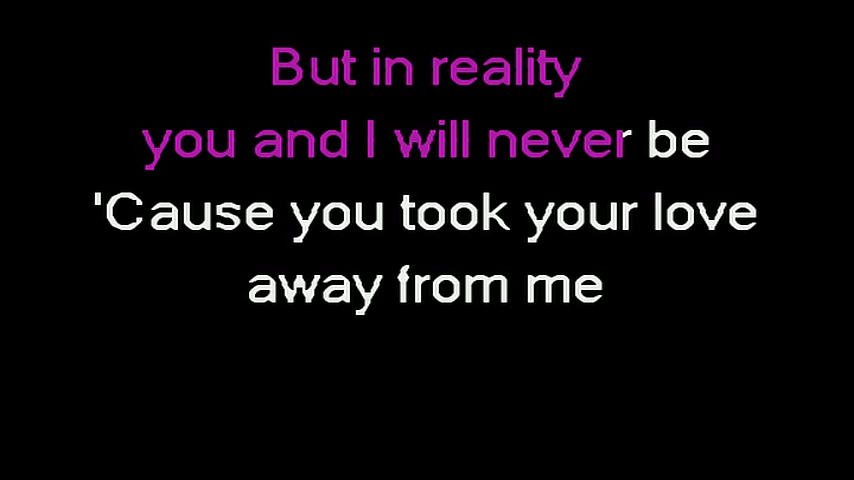 But in reality
you and I will never be
'Cause you took your love
away from me